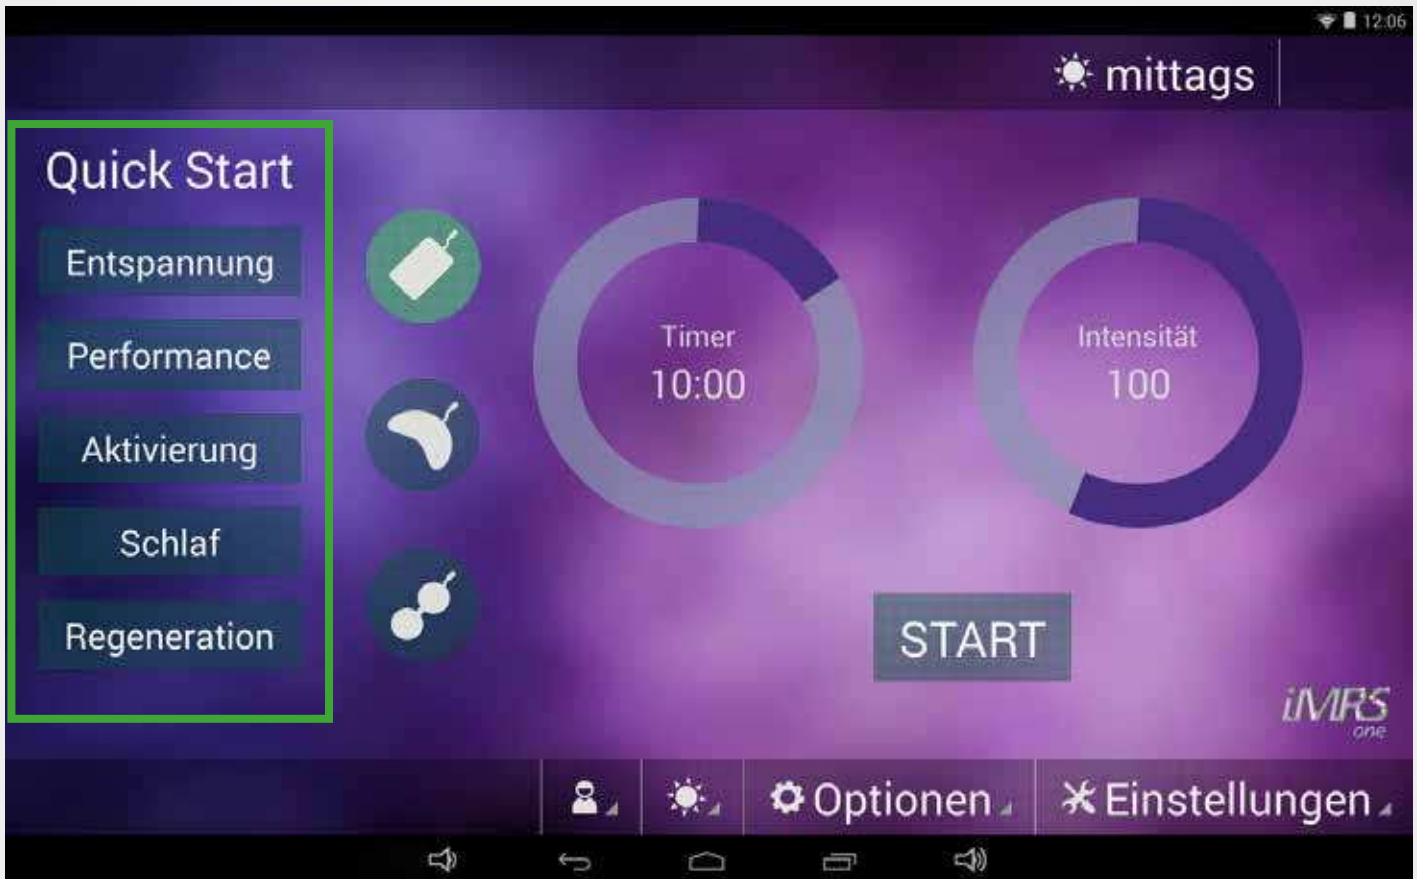 12:06
mittags
Quick Start
Entspannung
Performance
Aktivierung
Schlaf
Regeneration
Timer
10:00
Intensität
100
START
iMRS
one
Optionen
Einstellungen